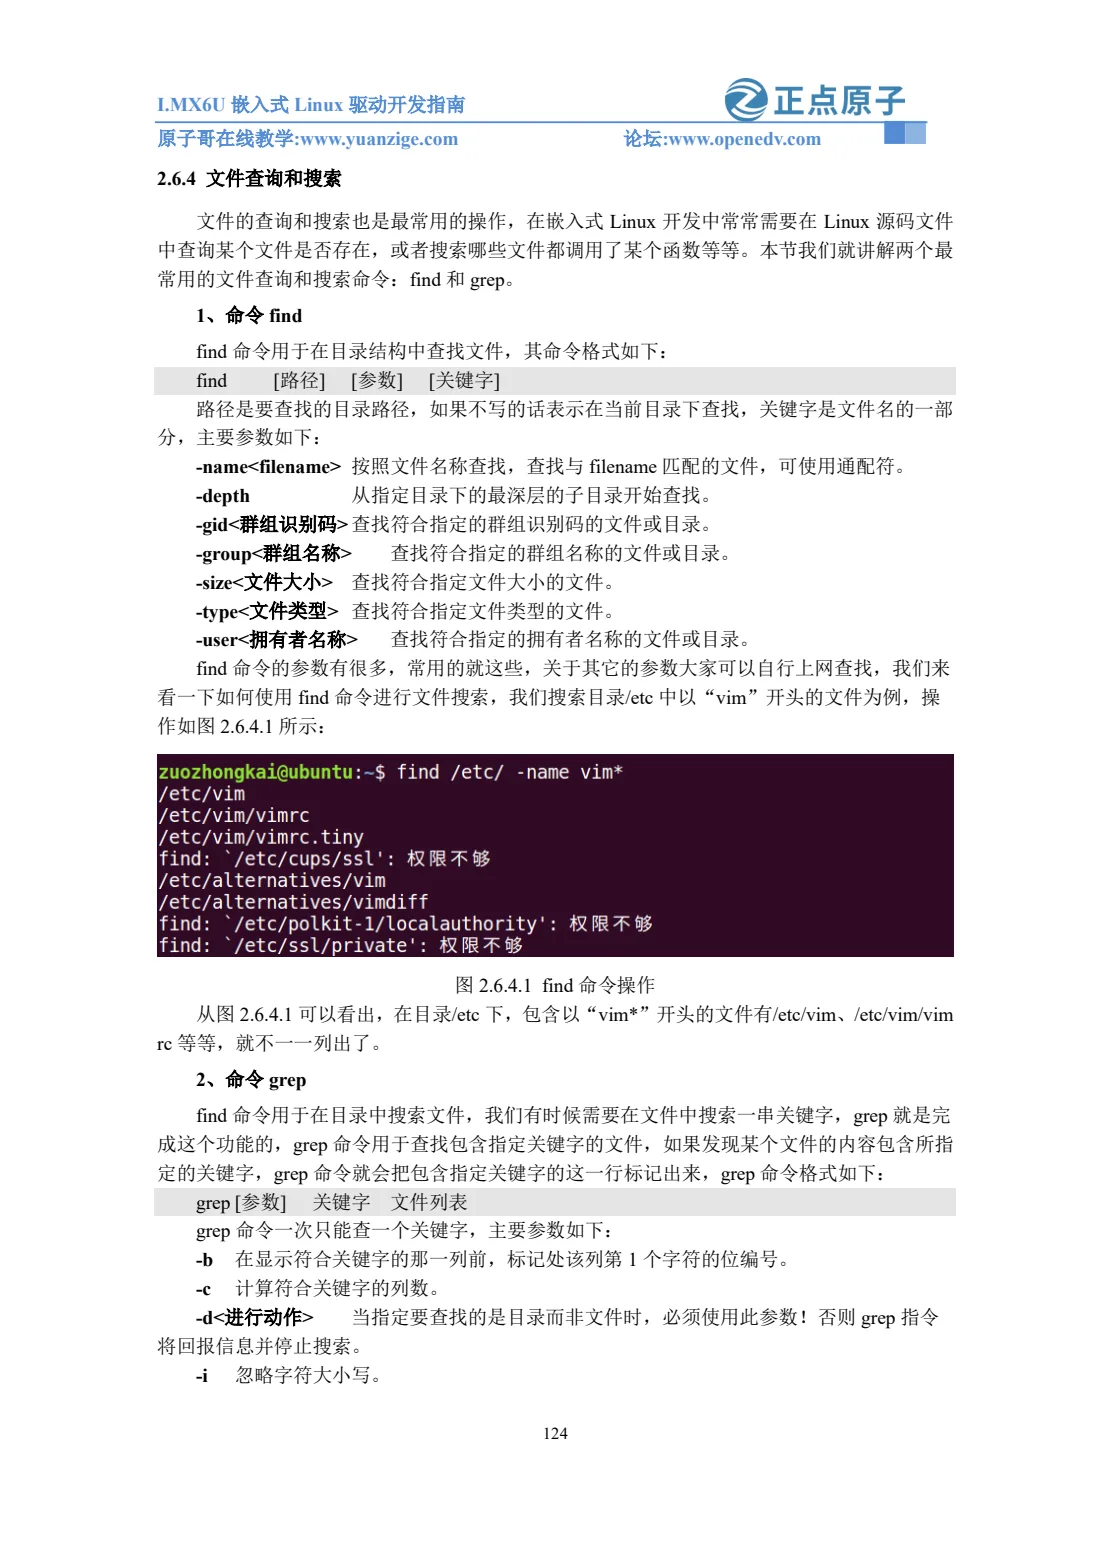 I.MX6U 嵌入式 Linux 驱动开发指南
正点原子
原子哥在线教学:www.yuanzige.com 论坛:www.openedv.com
2.6.4 文件查询和搜索
文件的查询和搜索也是最常用的操作，在嵌入式 Linux 开发中常常需要在 Linux 源码文件
中查询某个文件是否存在，或者搜索哪些文件都调用了某个函数等等。本节我们就讲解两个最
常用的文件查询和搜索命令：find 和 grep。
1、命令 find
find 命令用于在目录结构中查找文件，其命令格式如下：
find [路径] [参数] [关键字]
路径是要查找的目录路径，如果不写的话表示在当前目录下查找，关键字是文件名的一部
分，主要参数如下：
-name<filename> 按照文件名称查找，查找与 filename 匹配的文件，可使用通配符。
-depth 从指定目录下的最深层的子目录开始查找。
-gid<群组识别码> 查找符合指定的群组识别码的文件或目录。
-group<群组名称> 查找符合指定的群组名称的文件或目录。
-size<文件大小> 查找符合指定文件大小的文件。
-type<文件类型> 查找符合指定文件类型的文件。
-user<拥有者名称> 查找符合指定的拥有者名称的文件或目录。
find 命令的参数有很多，常用的就这些，关于其它的参数大家可以自行上网查找，我们来
看一下如何使用 find 命令进行文件搜索，我们搜索目录/etc 中以“vim”开头的文件为例，操
作如图 2.6.4.1 所示：
zuozhongkai@ubuntu:~$ find /etc/ -name vim*
/etc/vim
/etc/vim/vimrc
/etc/vim/vimrc.tiny
find: `/etc/cups/ssl': 权限不够
/etc/alternatives/vim
/etc/alternatives/vimdiff
find: `/etc/polkit-1/localauthority': 权限不够
find: `/etc/ssl/private': 权限不够
图 2.6.4.1 find 命令操作
从图 2.6.4.1 可以看出，在目录/etc 下，包含以“vim*”开头的文件有/etc/vim、/etc/vim/vim
rc 等等，就不一一列出了。
2、命令 grep
find 命令用于在目录中搜索文件，我们有时候需要在文件中搜索一串关键字，grep 就是完
成这个功能的，grep 命令用于查找包含指定关键字的文件，如果发现某个文件的内容包含所指
定的关键字，grep 命令就会把包含指定关键字的这一行标记出来，grep 命令格式如下：
grep [参数] 关键字 文件列表
grep 命令一次只能查一个关键字，主要参数如下：
-b 在显示符合关键字的那一列前，标记处该列第 1 个字符的位编号。
-c 计算符合关键字的列数。
-d<进行动作> 当指定要查找的是目录而非文件时，必须使用此参数！否则 grep 指令
将回报信息并停止搜索。
-i 忽略字符大小写。
124